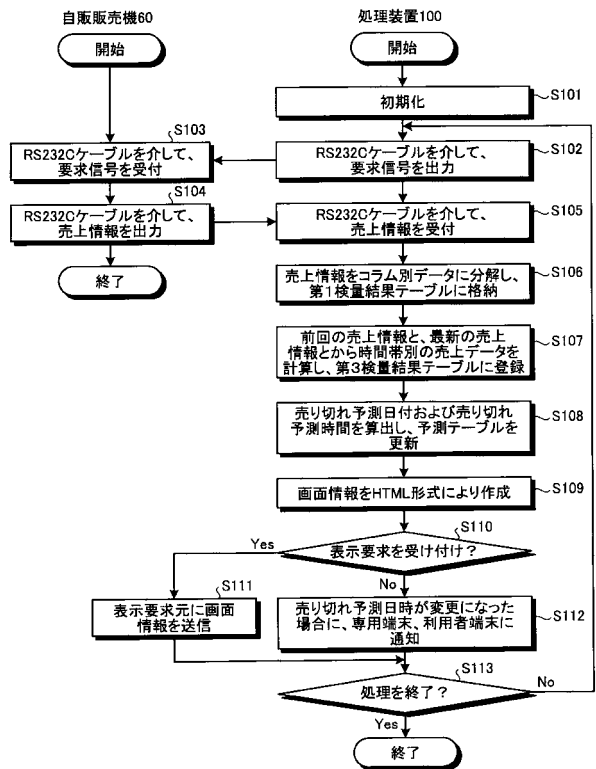 自販販売機60
処理装置100
開始
開始
初期化
S101
S103
RS232Cケーブルを介して、
要求信号を受付
RS232Cケーブルを介して、
要求信号を出力
S102
S104
RS232Cケーブルを介して、
売上情報を出力
RS232Cケーブルを介して、
売上情報を受付
S105
終了
売上情報をコラム別データに分解し、
第1検量結果テーブルに格納
S106
前回の売上情報と、最新の売上
情報とから時間帯別の売上データを
計算し、第3検量結果テーブルに登録
S107
売り切れ予測日付および売り切れ
予測時間を算出し、予測テーブルを
更新
S108
画面情報をHTML形式により作成
S109
S110
表示要求を受け付け？
Yes
No
S111
表示要求元に画面
情報を送信
売り切れ予測日時が変更になった
場合に、専用端末、利用者端末に
通知
S112
S113
処理を終了？
No
Yes
終了